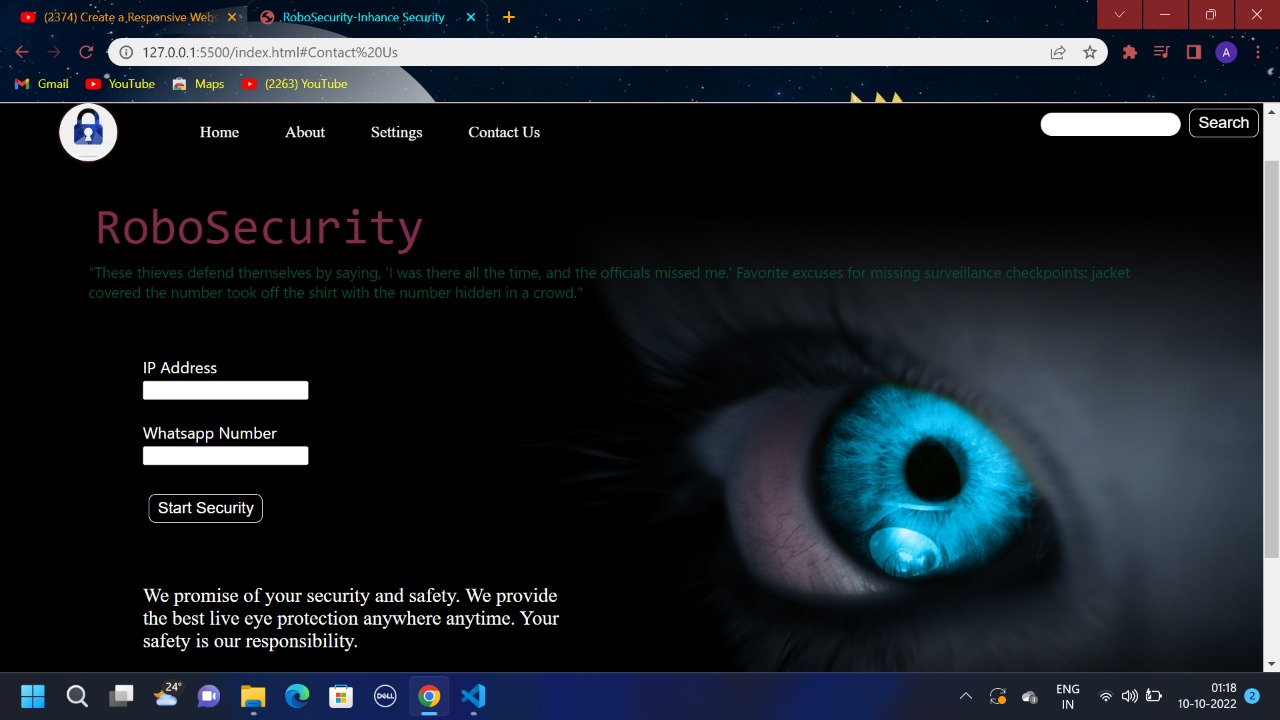 (2374) Create a Responsive Webs
RoboSecurity-Inhance Security
127.0.0.1:5500/index.html#Contact%20Us
A
Gmail
YouTube
Maps
(2263) YouTube
Home
About
Settings
Contact Us
Search
RoboSecurity
"These thieves defend themselves by saying, 'I was there all the time, and the officials missed me.' Favorite excuses for missing surveillance checkpoints: jacket
covered the number took off the shirt with the number hidden in a crowd."
IP Address
Whatsapp Number
Start Security
We promise of your security and safety. We provide
the best live eye protection anywhere anytime. Your
safety is our responsibility.
24°
DELL
ENG
IN
01:18
10-10-2022
2